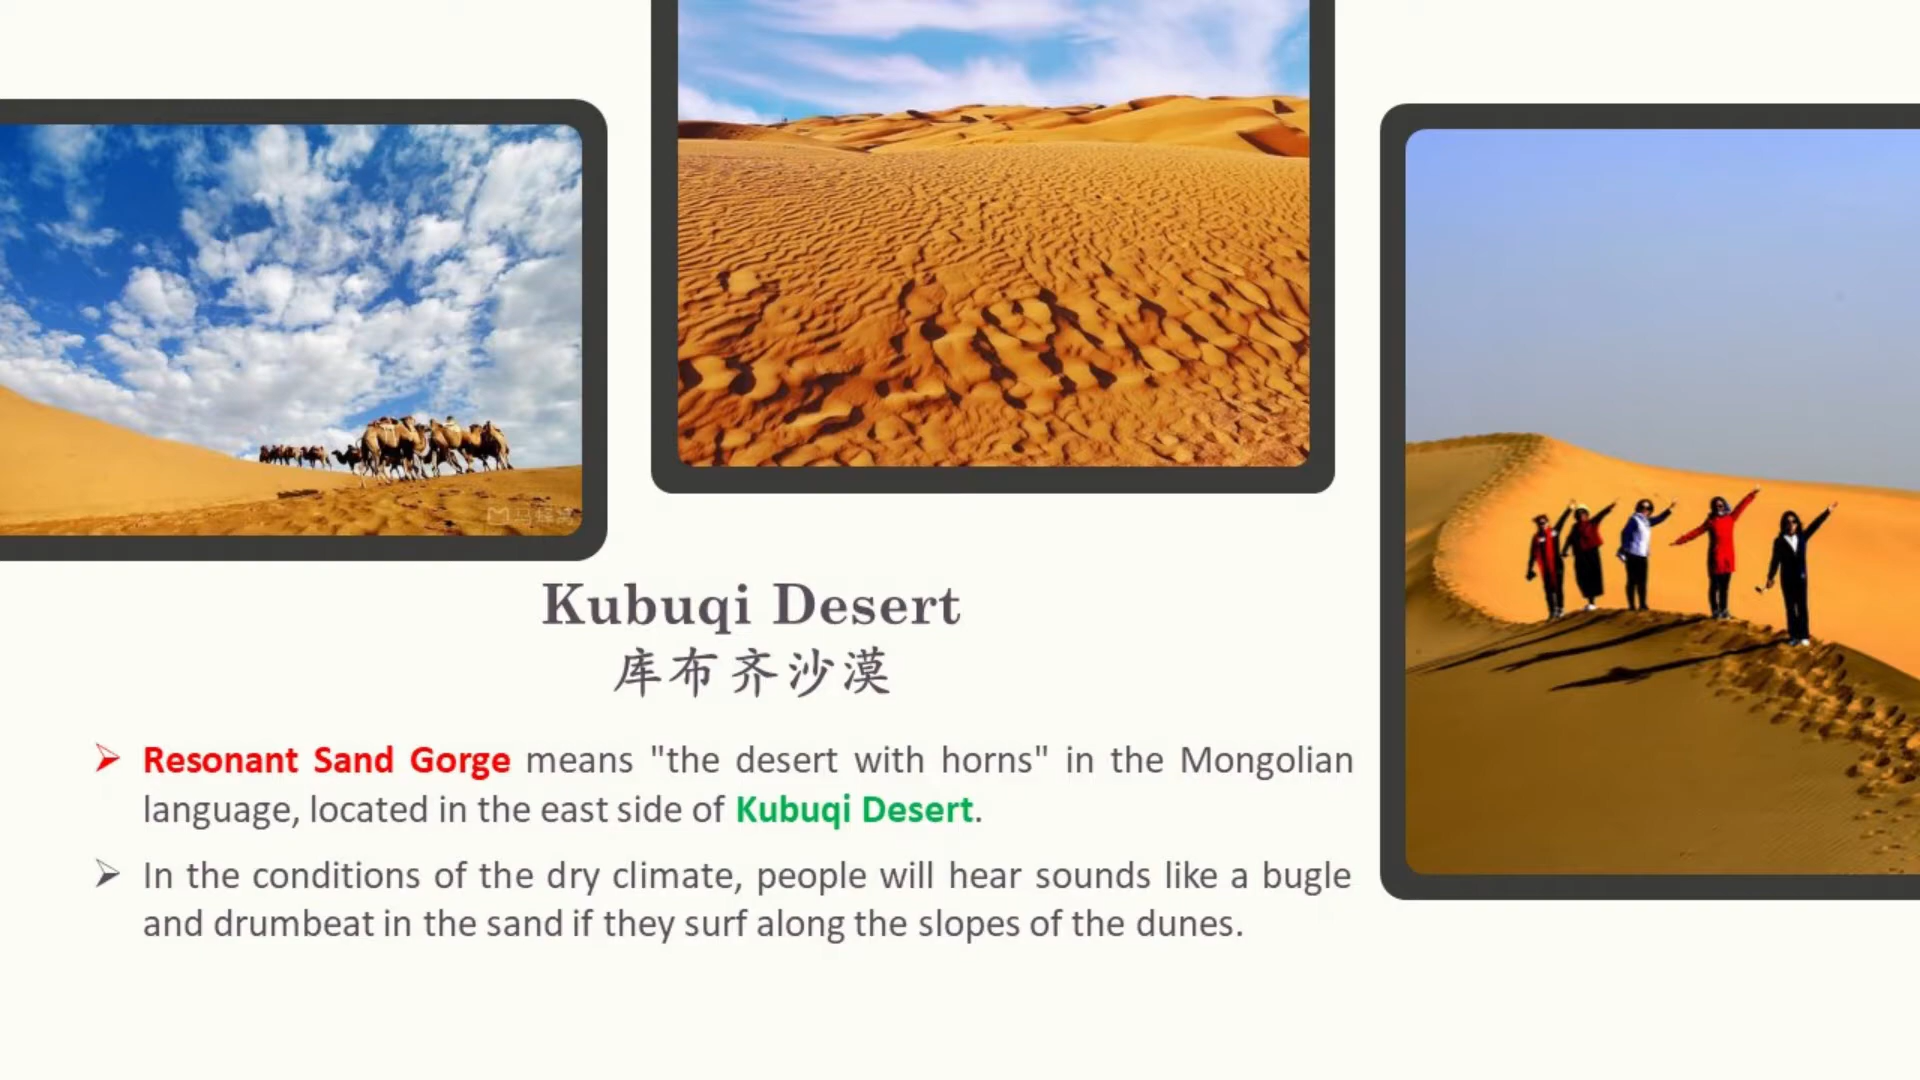 Kubuqi Desert
库布齐沙漠
Resonant Sand Gorge means "the desert with horns" in the Mongolian
language, located in the east side of Kubuqi Desert.
In the conditions of the dry climate, people will hear sounds like a bugle
and drumbeat in the sand if they surf along the slopes of the dunes.